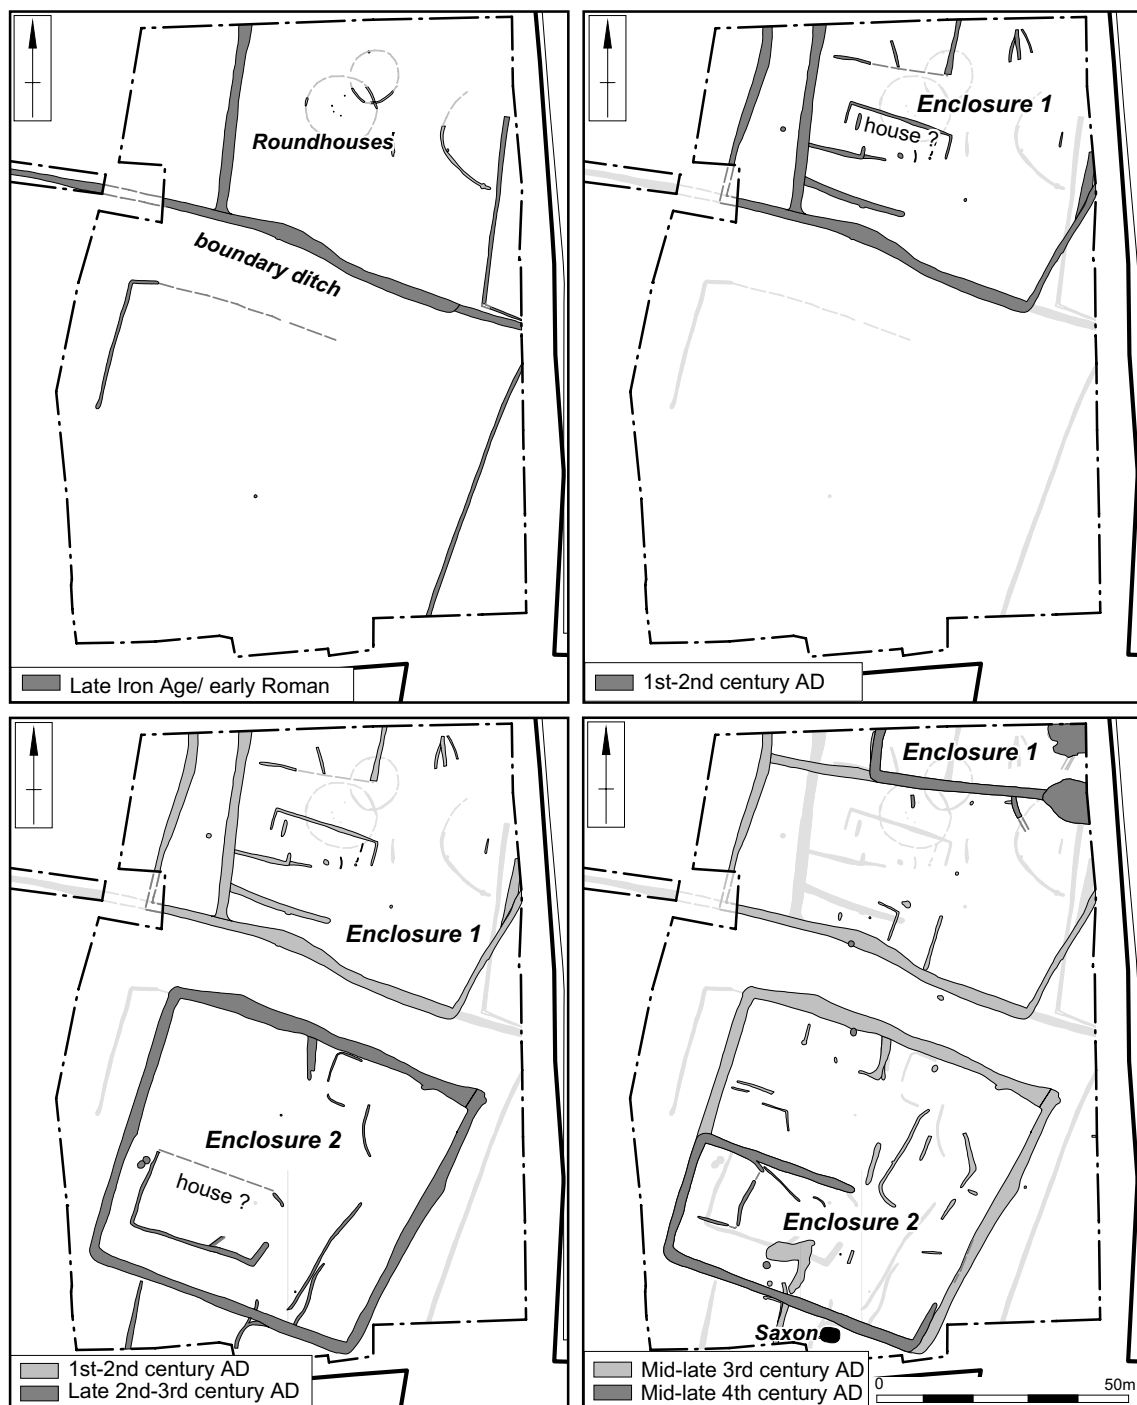 Roundhouses
boundary ditch
Late Iron Age/ early Roman
Enclosure 1
house ?
1st-2nd century AD
Enclosure 1
Enclosure 2
house ?
1st-2nd century AD
Late 2nd-3rd century AD
Enclosure 1
Enclosure 2
Saxon
Mid-late 3rd century AD
Mid-late 4th century AD
0 50m